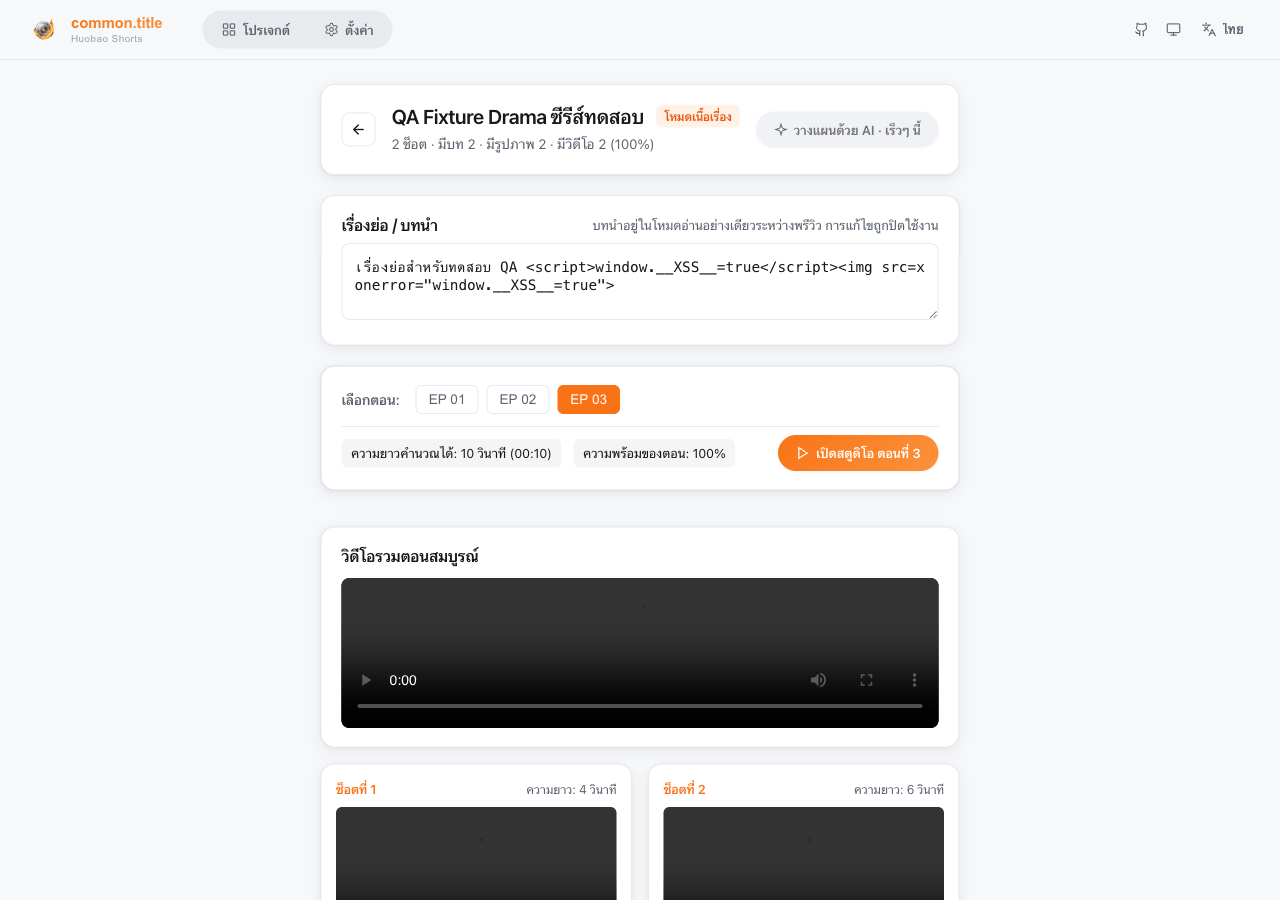 common.title
Huobao Shorts
โปรเจกต์
ตั้งค่า
ไทย
QA Fixture Drama ซีรีส์ทดสอบ
โหมดเนื้อเรื่อง
2 ช็อต · มีบท 2 · มีรูปภาพ 2 · มีวิดีโอ 2 (100%)
วางแผนด้วย AI · เร็วๆ นี้
เรื่องย่อ / บทนำ
บทนำอยู่ในโหมดอ่านอย่างเดียวระหว่างพรีวิว การแก้ไขถูกปิดใช้งาน
เรื่องย่อสำหรับทดสอบ QA <script>window.__XSS__=true</script><img src=x
onerror="window.__XSS__=true">
เลือกตอน:
EP 01
EP 02
EP 03
ความยาวคำนวณได้: 10 วินาที (00:10)
ความพร้อมของตอน: 100%
เปิดสตูดิโอ ตอนที่ 3
วิดีโอรวมตอนสมบูรณ์
0:00
ช็อตที่ 1
ความยาว: 4 วินาที
ช็อตที่ 2
ความยาว: 6 วินาที